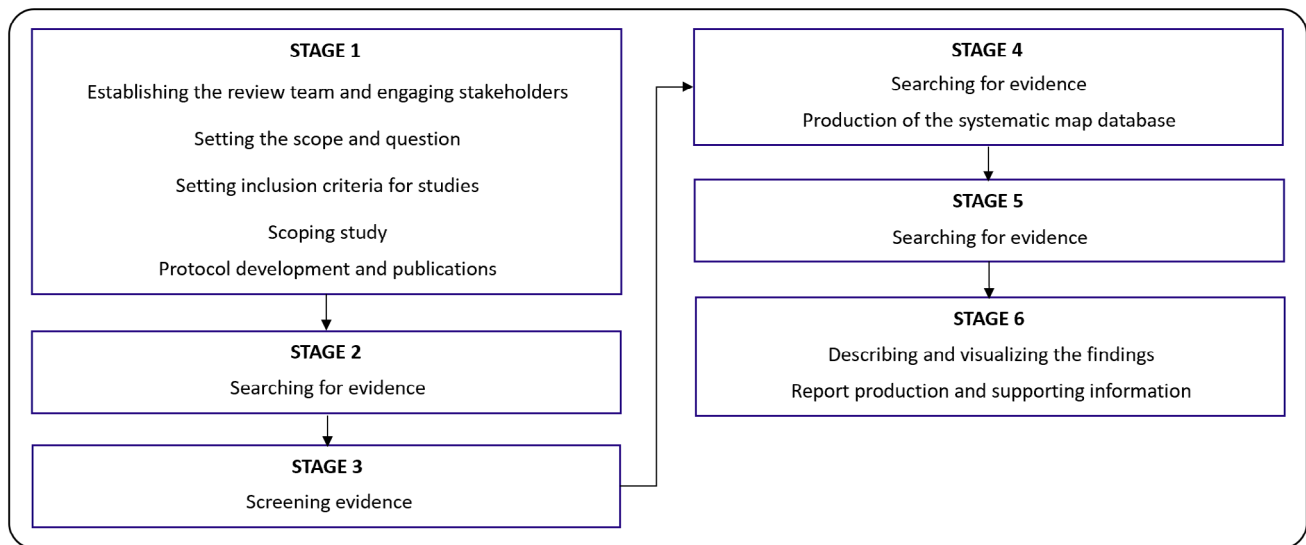 STAGE 1
Establishing the review team and engaging stakeholders
Setting the scope and question
Setting inclusion criteria for studies
Scoping study
Protocol development and publications
STAGE 2
Searching for evidence
STAGE 3
Screening evidence
STAGE 4
Searching for evidence
Production of the systematic map database
STAGE 5
Searching for evidence
STAGE 6
Describing and visualizing the findings
Report production and supporting information